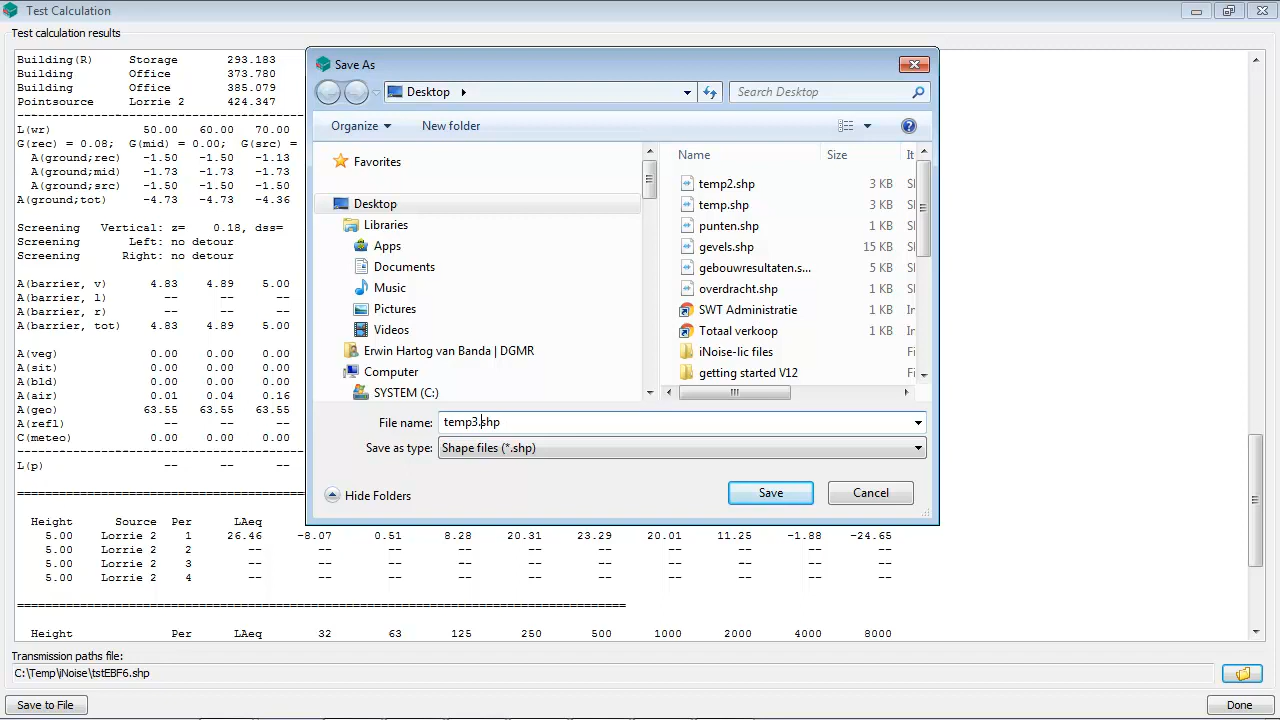 Test Calculation
Test calculation results
Building(R) Storage 293.183
Building Office 373.780
Building Office 385.079
Pointsource Lorrie 2 424.347
L(wr) 50.00 60.00 70.00
G(rec) = 0.08; G(mid) = 0.00; G(src) =
A(ground;rec) -1.50 -1.50 -1.13
A(ground;mid) -1.73 -1.73 -1.73
A(ground;src) -1.50 -1.50 -1.50
A(ground;tot) -4.73 -4.73 -4.36
Screening Vertical: z= 0.18, dss=
Screening Left: no detour
Screening Right: no detour
A(barrier, v) 4.83 4.89 5.00
A(barrier, l) -- -- --
A(barrier, r) -- -- --
A(barrier, tot) 4.83 4.89 5.00
A(veg) 0.00 0.00 0.00
A(sit) 0.00 0.00 0.00
A(bld) 0.00 0.00 0.00
A(air) 0.01 0.04 0.16
A(geo) 63.55 63.55 63.55
A(refl) -- -- --
C(meteo) 0.00 0.00 0.00
L(p) -- -- --
Save As
Desktop
Search Desktop
Organize New folder
Favorites
Desktop
Libraries
Apps
Documents
Music
Pictures
Videos
Erwin Hartog van Banda | DGMR
Computer
SYSTEM (C:)
Name Size It
temp2.shp 3 KB
temp.shp 3 KB
punten.shp 1 KB
gevels.shp 15 KB
gebouwresultaten.s... 5 KB
overdracht.shp 1 KB
SWT Administratie 1 KB
Totaal verkoop 1 KB
iNoise-lic files
getting started V12
File name: temp3.shp
Save as type: Shape files (*.shp)
Hide Folders Save Cancel
Height Source Per LAeq
5.00 Lorrie 2 1 26.46 -8.07 0.51 8.28 20.31 23.29 20.01 11.25 -1.88 -24.65
5.00 Lorrie 2 2 -- -- -- -- -- -- -- -- -- --
5.00 Lorrie 2 3 -- -- -- -- -- -- -- -- -- --
5.00 Lorrie 2 4 -- -- -- -- -- -- -- -- -- --
Height Per LAeq 32 63 125 250 500 1000 2000 4000 8000
Transmission paths file:
C:\Temp\iNoise\tstEBF6.shp
Save to File Done